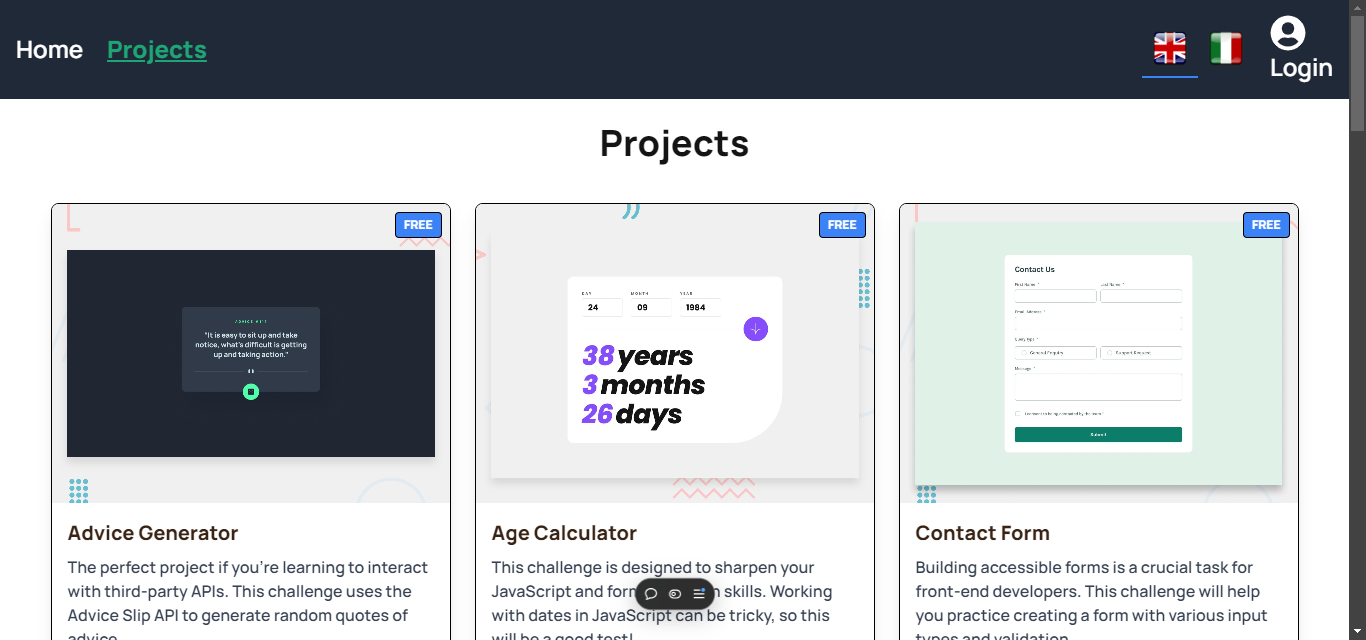 Home
Projects
Login
Projects
FREE
ADVICE
"It is easy to sit up and take
notice, what's difficult is getting
up and taking action."
Advice Generator
The perfect project if you're learning to interact
with third-party APIs. This challenge uses the
Advice Slip API to generate random quotes of
advice.
FREE
DAY MONTH YEAR
24 09 1984
38 years
3 months
26 days
Age Calculator
This challenge is designed to sharpen your
JavaScript and form skills. Working
with dates in JavaScript can be tricky, so this
will be a good test!
FREE
Contact Us
First Name *
Last Name *
Email Address *
Query Type *
General Enquiry
Support Request
Message *
I consent to being contacted by the team *
Submit
Contact Form
Building accessible forms is a crucial task for
front-end developers. This challenge will help
you practice creating a form with various input
types and validation.